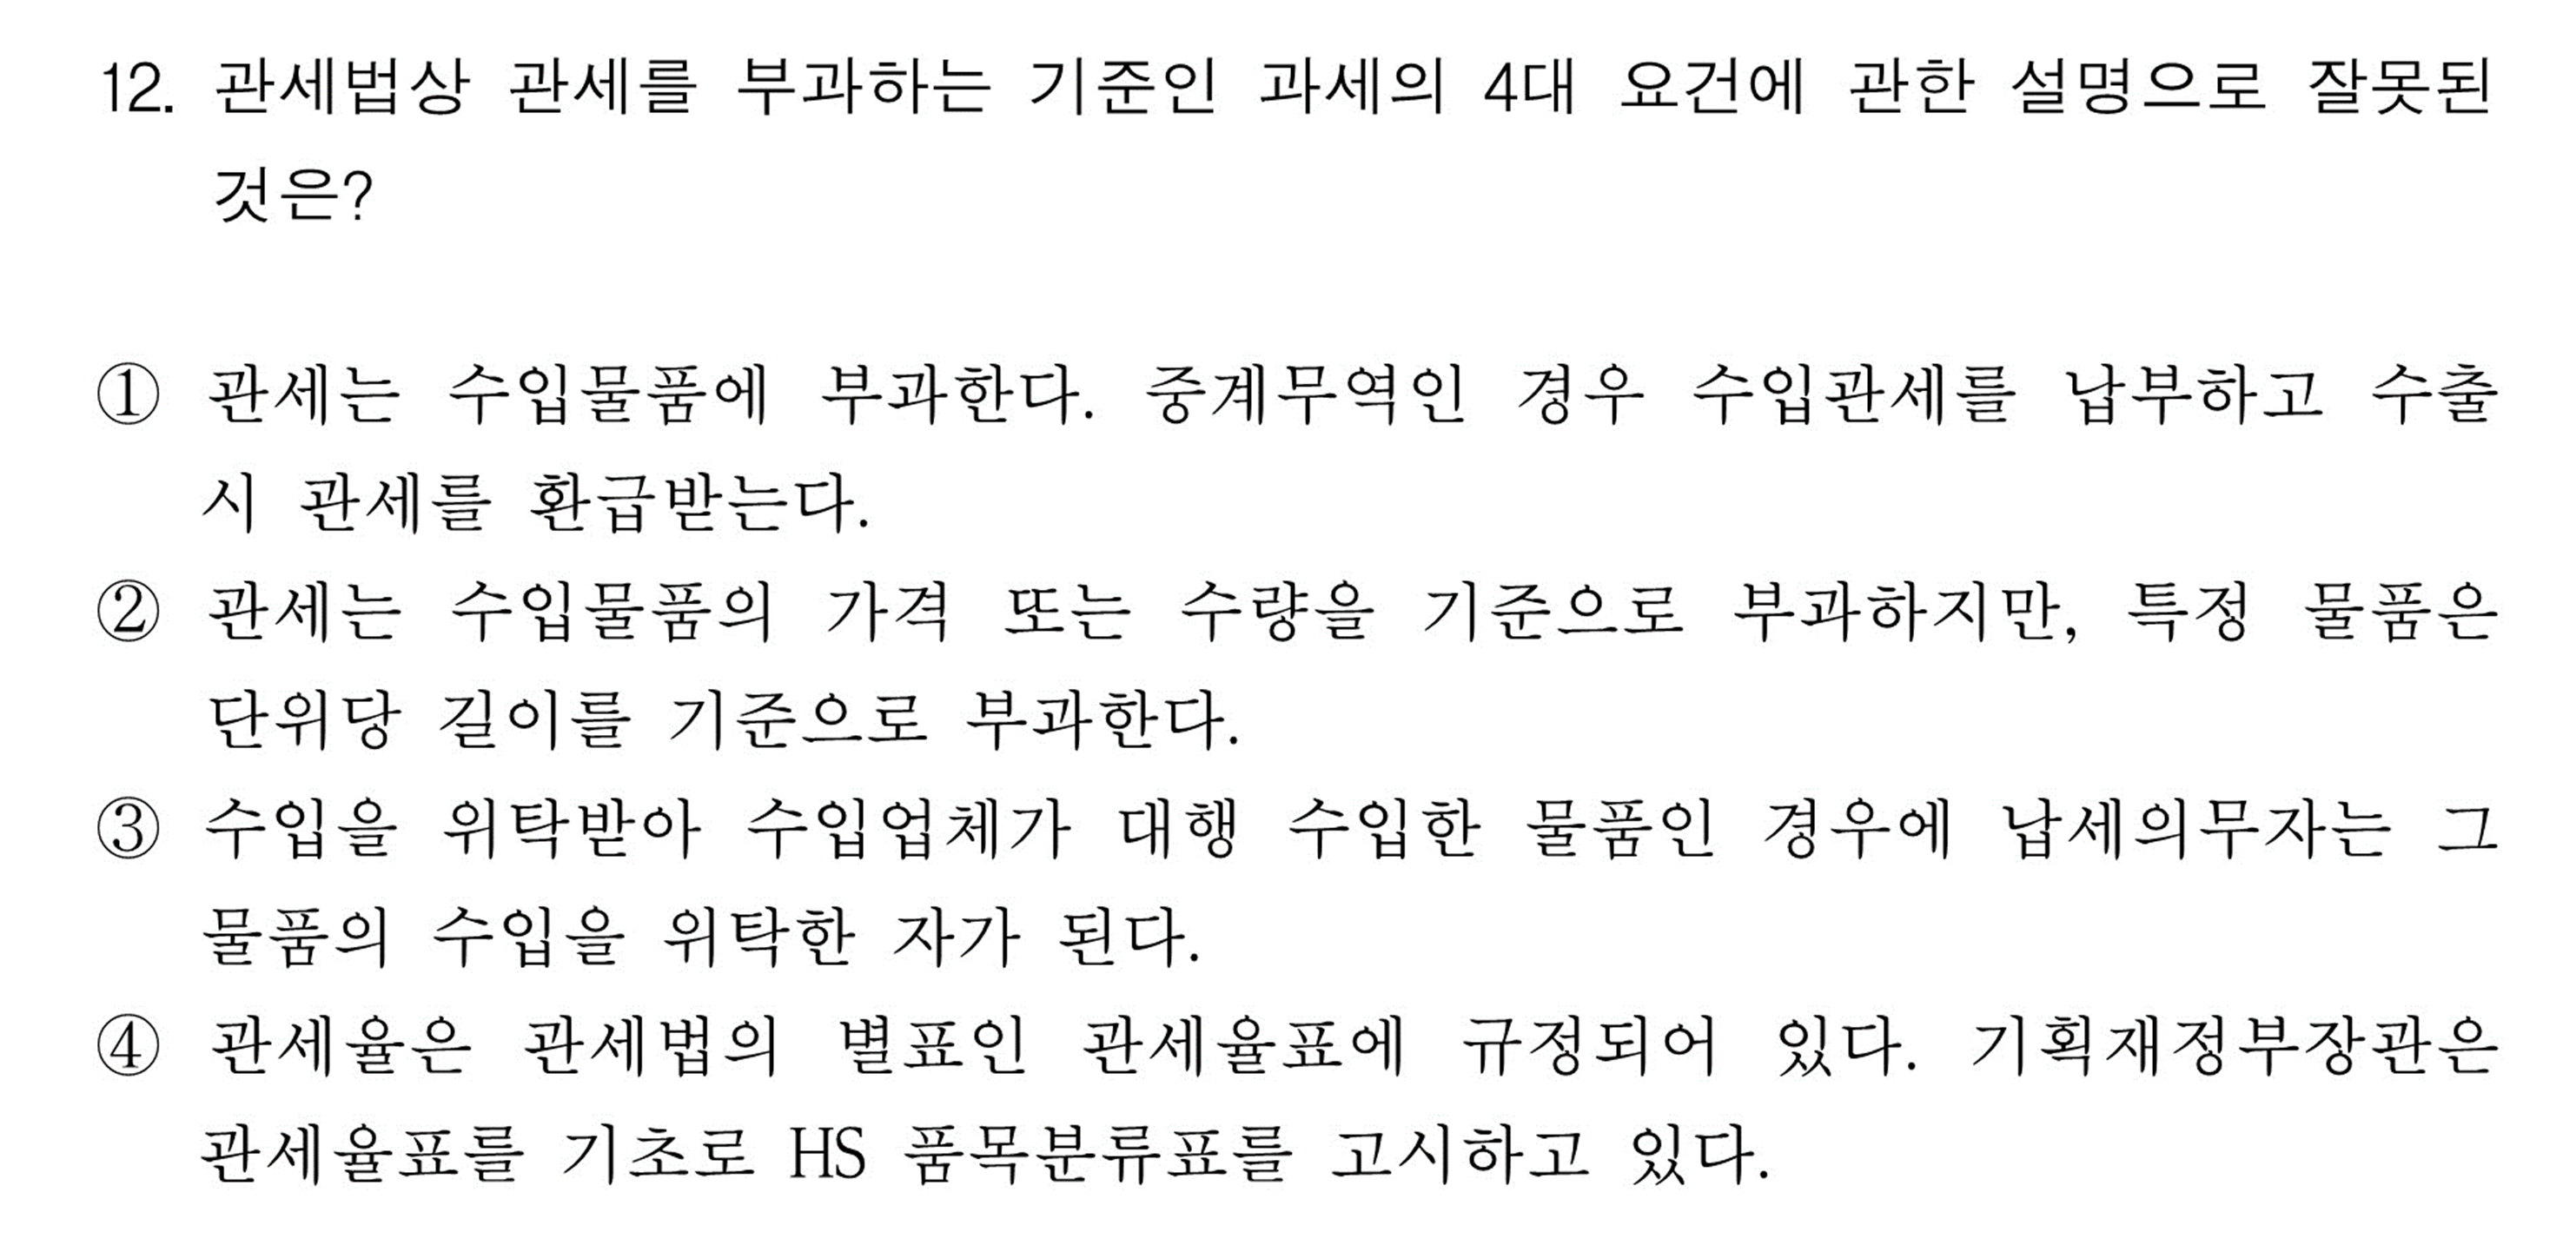 12. 관세법상 관세를 부과하는 기준인 과세의 4대 요건에 관한 설명으로 잘못된
것은?
① 관세는 수입물품에 부과한다. 중계무역인 경우 수입관세를 납부하고 수출
시 관세를 환급받는다.
② 관세는 수입물품의 가격 또는 수량을 기준으로 부과하지만, 특정 물품은
단위당 길이를 기준으로 부과한다.
③ 수입을 위탁받아 수입업체가 대행 수입한 물품인 경우에 납세의무자는 그
물품의 수입을 위탁한 자가 된다.
④ 관세율은 관세법의 별표인 관세율표에 규정되어 있다. 기획재정부장관은
관세율표를 기초로 HS 품목분류표를 고시하고 있다.